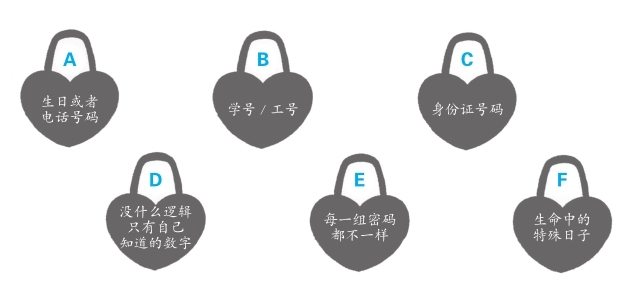 A
生日或者
电话号码
B
学号 / 工号
C
身份证号码
D
没什么逻辑
只有自己
知道的数字
E
每一组密码
都不一样
F
生命中的
特殊日子